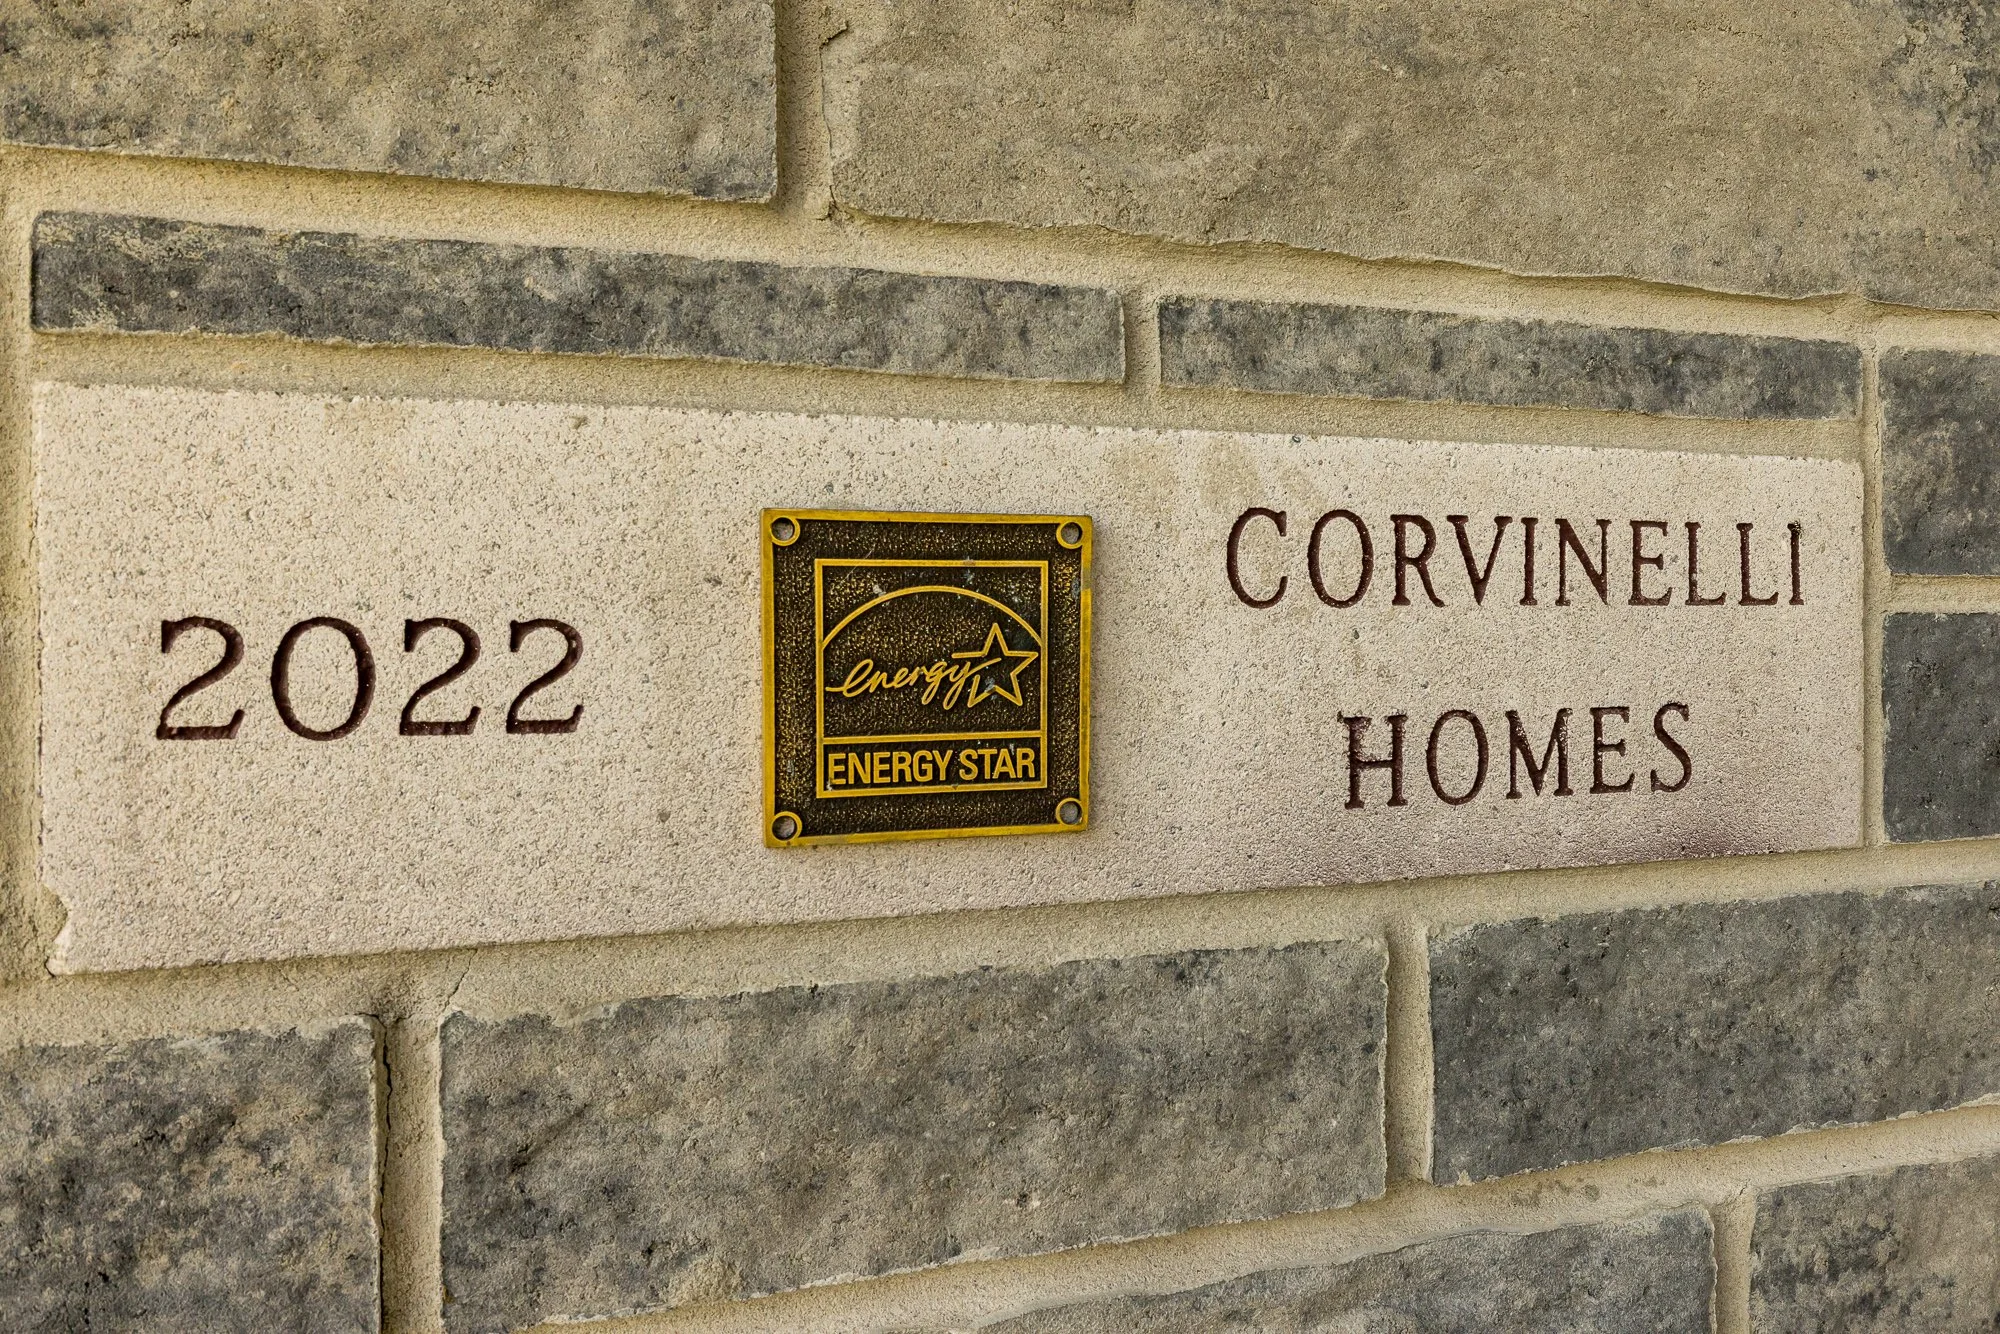 2022
energy
ENERGY STAR
CORVINELLI
HOMES